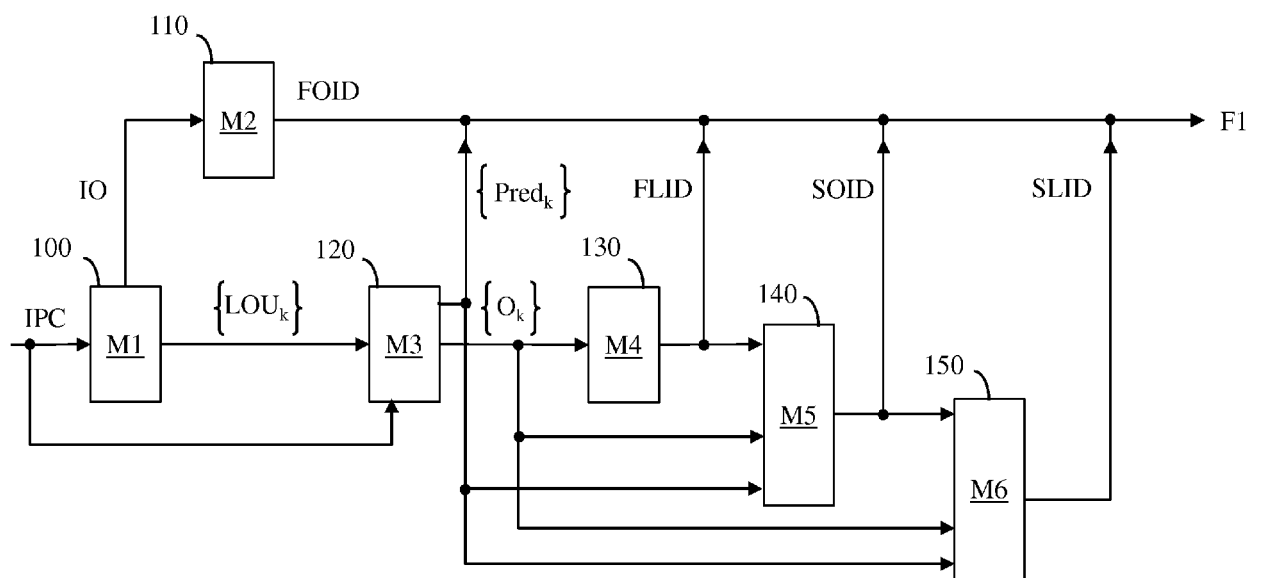 110
FOID
M2
F1
IO
{Pred_k}
FLID
SOID
SLID
100
120
130
140
IPC
{LOU_k}
{O_k}
M1
M3
M4
150
M5
M6